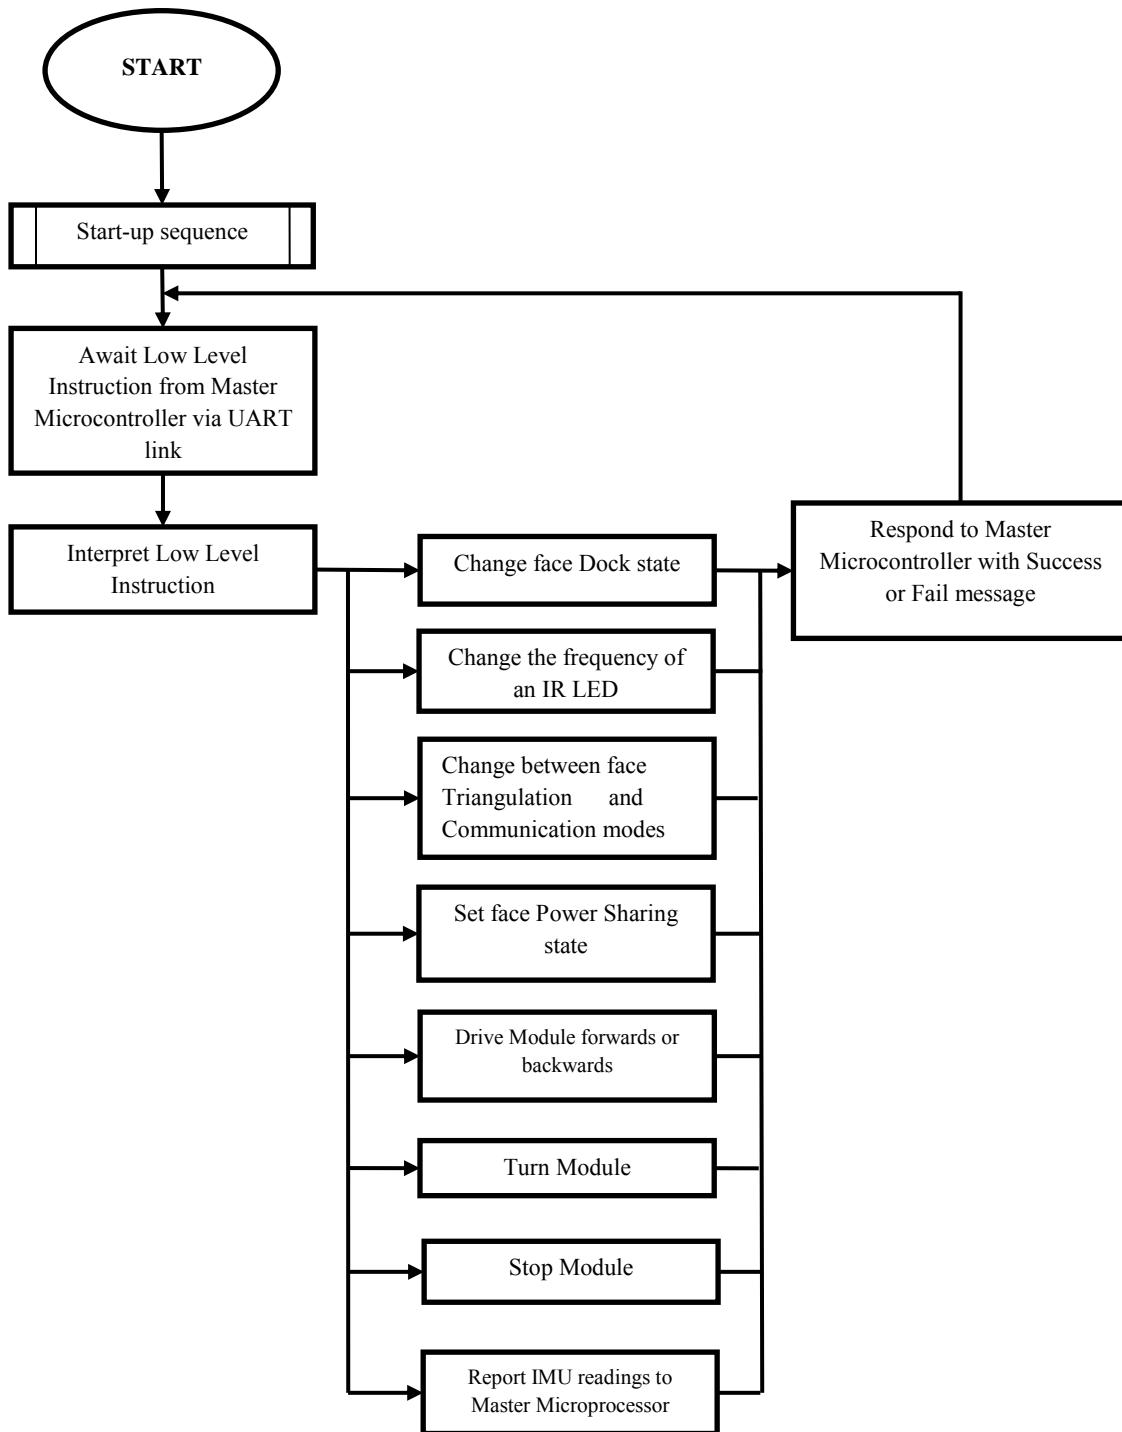 START
Start-up sequence
Await Low Level
Instruction from Master
Microcontroller via UART
link
Interpret Low Level
Instruction
Change face Dock state
Change the frequency of
an IR LED
Change between face
Triangulation and
Communication modes
Set face Power Sharing
state
Drive Module forwards or
backwards
Turn Module
Stop Module
Report IMU readings to
Master Microprocessor
Respond to Master
Microcontroller with Success
or Fail message